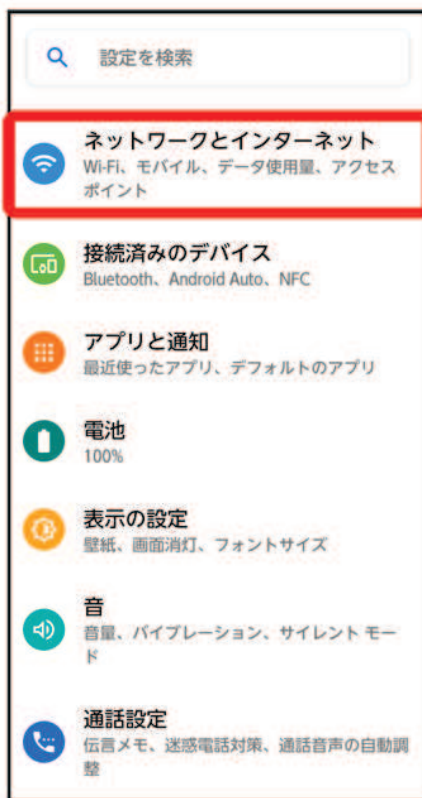 設定を検索
ネットワークとインターネット
Wi-Fi、モバイル、データ使用量、アクセス
ポイント
接続済みのデバイス
Bluetooth、Android Auto、NFC
アプリと通知
最近使ったアプリ、デフォルトのアプリ
電池
100%
表示の設定
壁紙、画面消灯、フォントサイズ
音
音量、バイブレーション、サイレント モー
ド
通話設定
伝言メモ、迷惑電話対策、通話音声の自動調
整